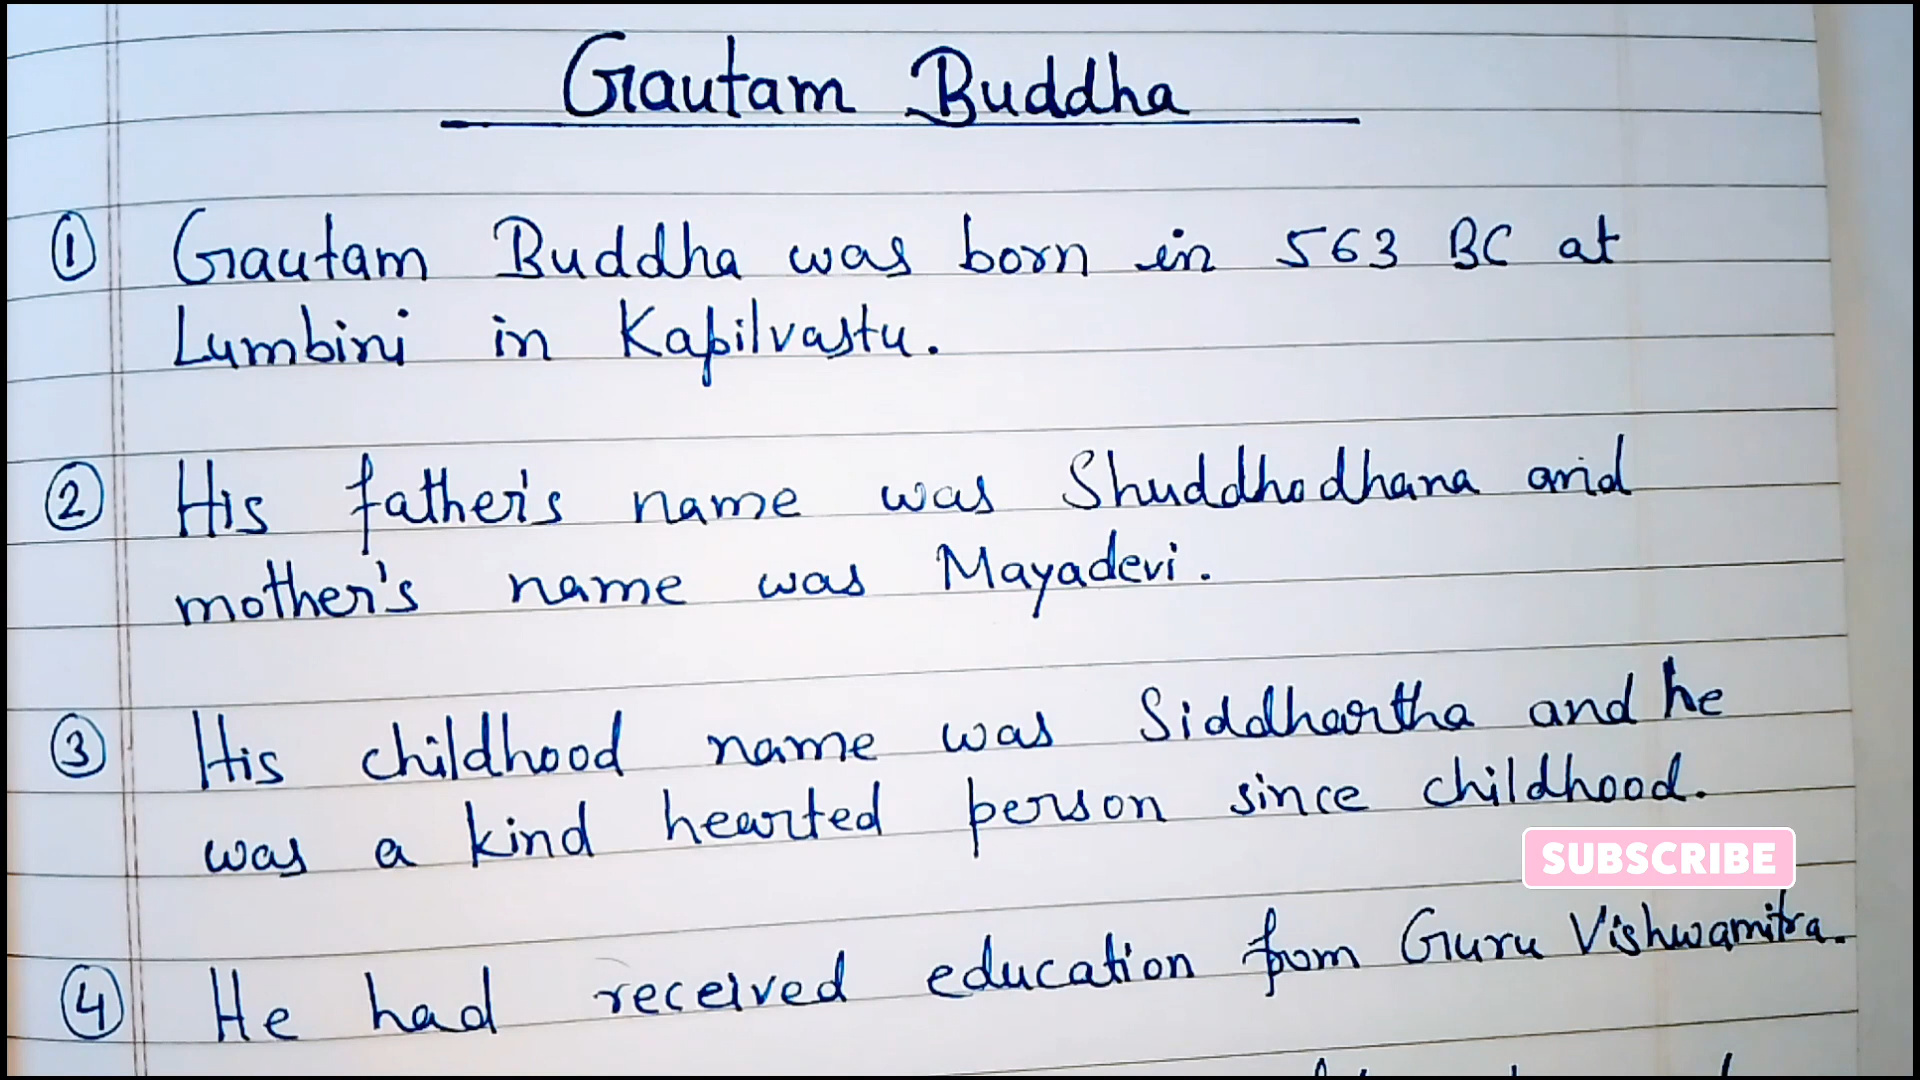 Gautam Buddha
① Gautam Buddha was born in 563 BC at
Lumbini in Kapilvastu.
② His father's name was Shuddhodhana and
mother's name was Mayadevi.
③ His childhood name was Siddhartha and he
was a kind hearted person since childhood.
SUBSCRIBE
④ He had received education from Guru Vishwamitra.